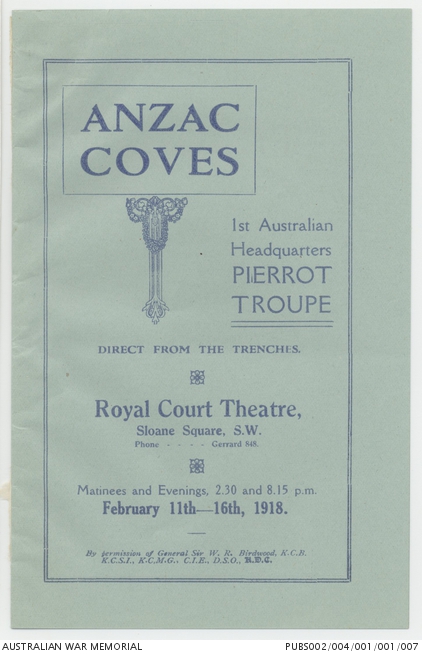 ANZAC
COVES
1st Australian
Headquarters
PIERROT
TROUPE
DIRECT FROM THE TRENCHES.
Royal Court Theatre,
Sloane Square, S.W.
Phone - - - - Gerrard 848.
Matinees and Evenings, 2.30 and 8.15 p.m.
February 11th—16th, 1918.
By permission of General Sir W. R. Birdwood, K.C.B.
K.C.S.I., K.C.M.G., C.I.E., D.S.O., A.D.C.
AUSTRALIAN WAR MEMORIAL
PUBS002/004/001/001/007